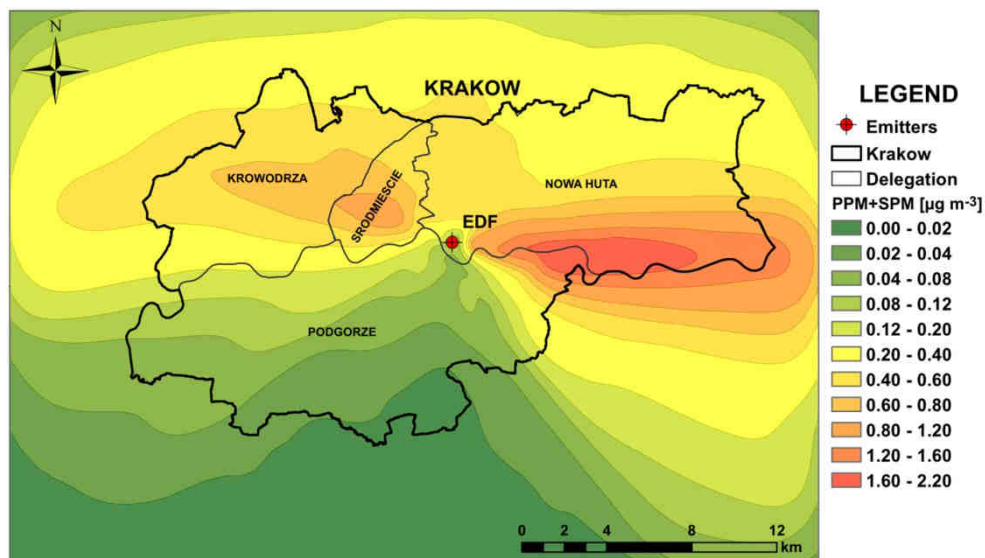 N
KRAKOW
KROWODRZA
SRODMIESCIE
NOWA HUTA
EDF
PODGORZE
0 2 4 8 12
km
LEGEND
Emitters
Krakow
Delegation
PPM+SPM [µg m-3]
0.00 - 0.02
0.02 - 0.04
0.04 - 0.08
0.08 - 0.12
0.12 - 0.20
0.20 - 0.40
0.40 - 0.60
0.60 - 0.80
0.80 - 1.20
1.20 - 1.60
1.60 - 2.20